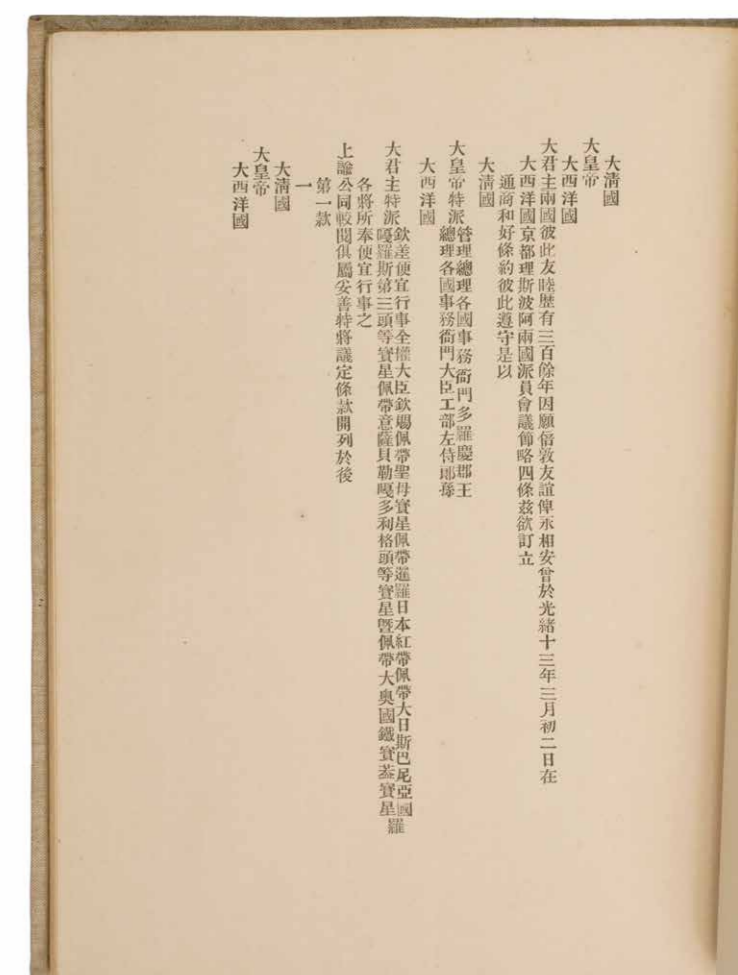 大清國
大皇帝
大西洋國
大君主兩國彼此友睦歷有三百餘年因願倍敦友誼俾永相安曾於光緒十三年三月初二日在
大西洋國京都理斯波阿兩國派員會議節略四條茲欲訂立
通商和好條約彼此遵守是以
大清國
大皇帝特派
管理總理各國事務衙門多羅慶郡王
總理各國事務衙門大臣工部左侍郎孫
大西洋國
大君主特派
欽差便宜行事全權大臣欽賜佩帶聖母寶星佩帶暹羅日本紅帶佩帶大日斯巴尼亞國
嘎羅斯第三頭等寶星佩帶意薩貝勒嘎多利格頭等寶星暨佩帶大奧國鐵寶蓋寶星羅
各將所奉便宜行事之
上諭公同較閱俱屬妥善特將議定條款開列於後
第一款
一
大清國
大皇帝
大西洋國